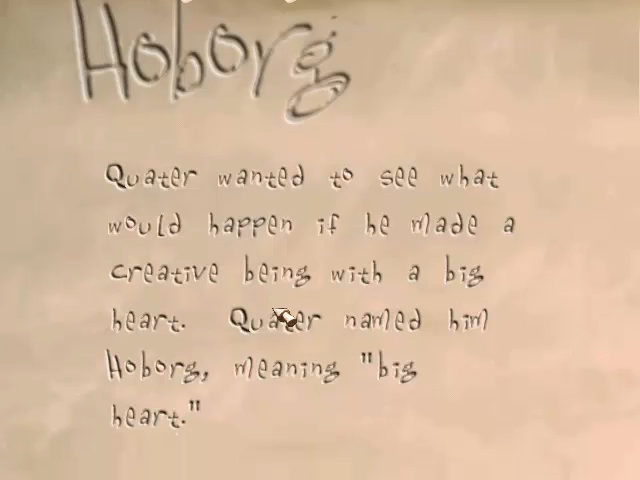 Hoborg
Quater wanted to see what
would happen if he made a
creative being with a big
heart. Quater named him
Hoborg, meaning "big
heart."